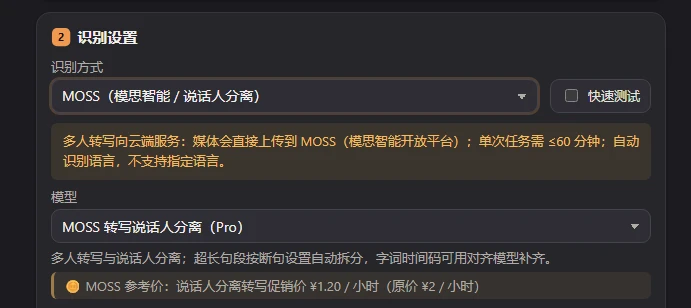 2 识别设置
识别方式
MOSS（模思智能 / 说话人分离）
快速测试
多人转写向云端服务：媒体会直接上传到 MOSS（模思智能开放平台）；单次任务需 ≤60 分钟；自动
识别语言，不支持指定语言。
模型
MOSS 转写说话人分离（Pro）
多人转写与说话人分离；超长句段按断句设置自动拆分，字词时间码可用对齐模型补齐。
MOSS 参考价：说话人分离转写促销价 ¥1.20 / 小时（原价 ¥2 / 小时）